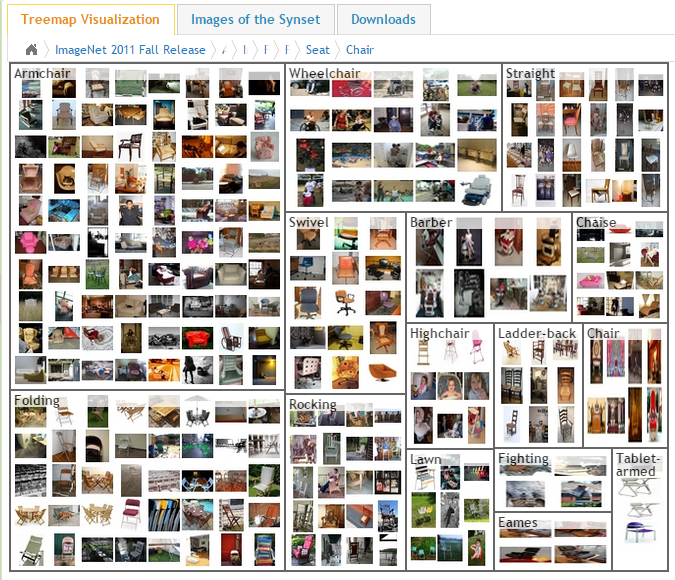 Treemap Visualization
Images of the Synset
Downloads
ImageNet 2011 Fall Release
Seat
Chair
Armchair
Wheelchair
Straight
Swivel
Barber
Chaise
Highchair
Ladder-back
Chair
Folding
Rocking
Lawn
Fighting
Tablet-
armed
Eames